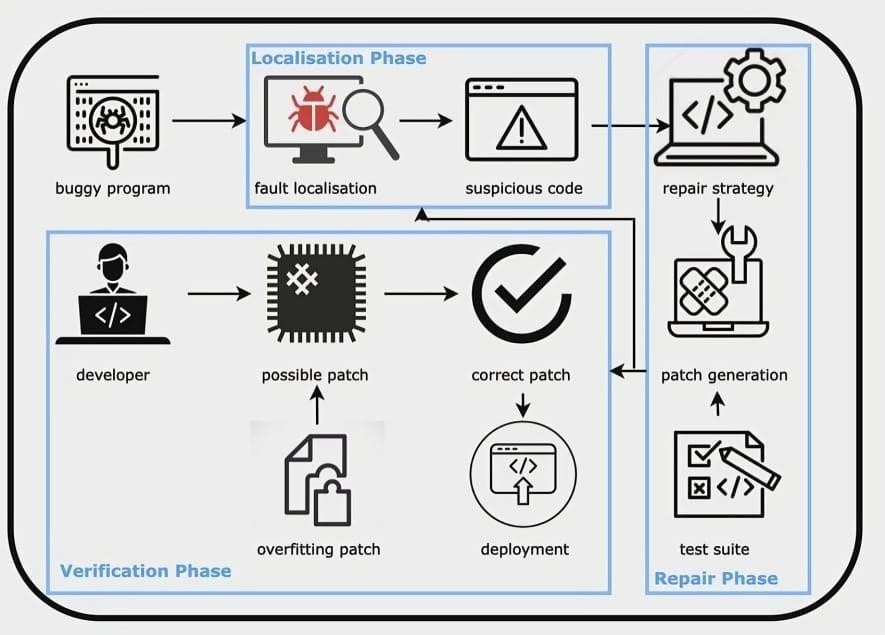 Localisation Phase
buggy program
fault localisation
suspicious code
</>
repair strategy
</>
developer
possible patch
correct patch
patch generation
</>
</>
overfitting patch
deployment
test suite
Verification Phase
Repair Phase